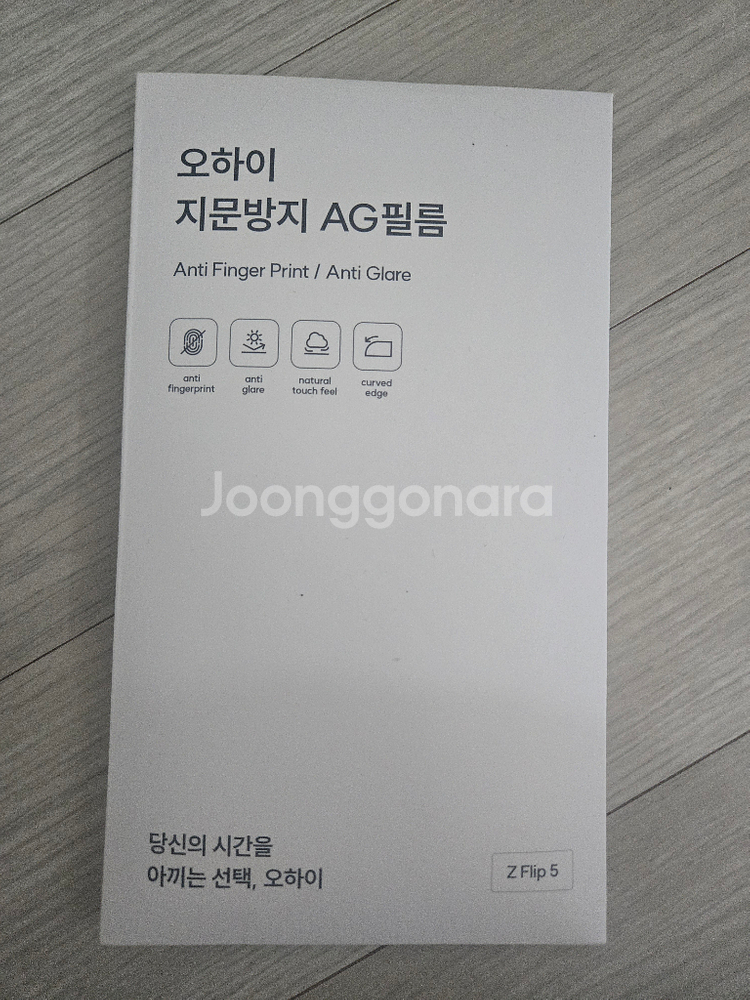 오하이
지문방지 AG필름
Anti Finger Print / Anti Glare
anti
fingerprint
anti
glare
natural
touch feel
curved
edge
Joonggonara
당신의 시간을
아끼는 선택, 오하이
Z Flip 5